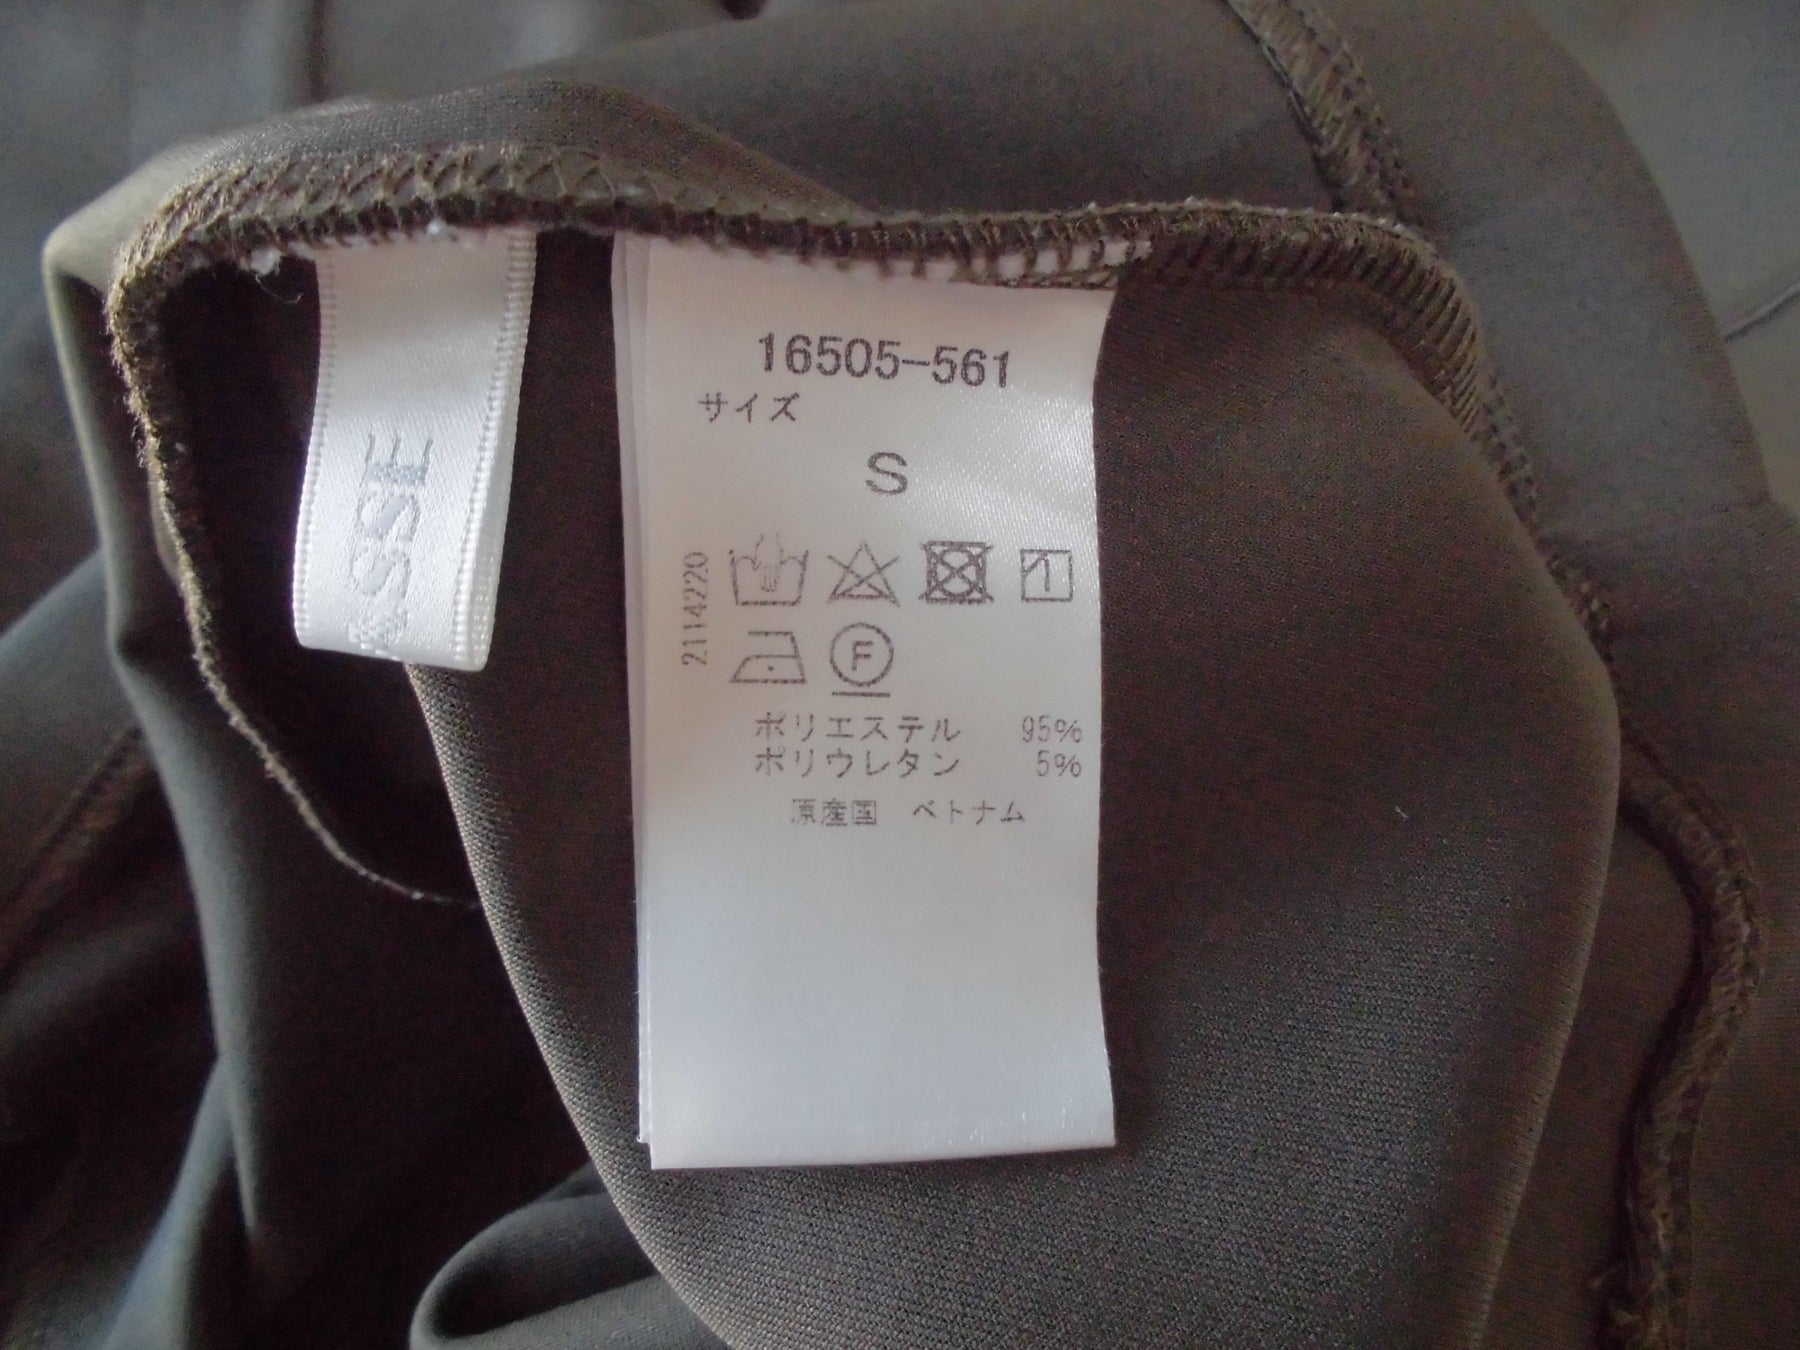 SSE
16505-561
サイズ
S
2114220
F
ポリエステル 95%
ポリウレタン 5%
原産国 ベトナム